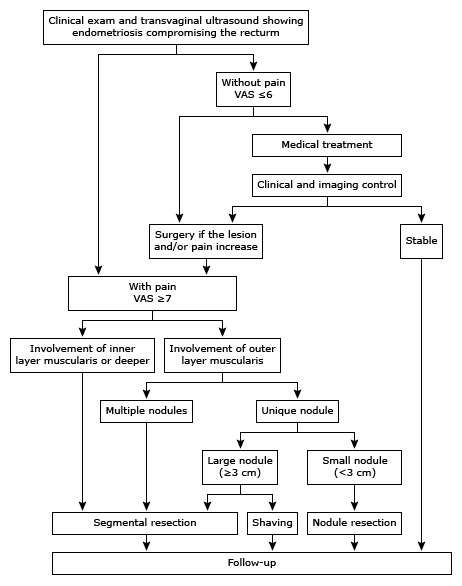 Clinical exam and transvaginal ultrasound showing
endometriosis compromising the recturm
Without pain
VAS ≤6
Medical treatment
Clinical and imaging control
Surgery if the lesion
and/or pain increase
Stable
With pain
VAS ≥7
Involvement of inner
layer muscularis or deeper
Involvement of outer
layer muscularis
Multiple nodules
Unique nodule
Large nodule
(≥3 cm)
Small nodule
(<3 cm)
Segmental resection
Shaving
Nodule resection
Follow-up